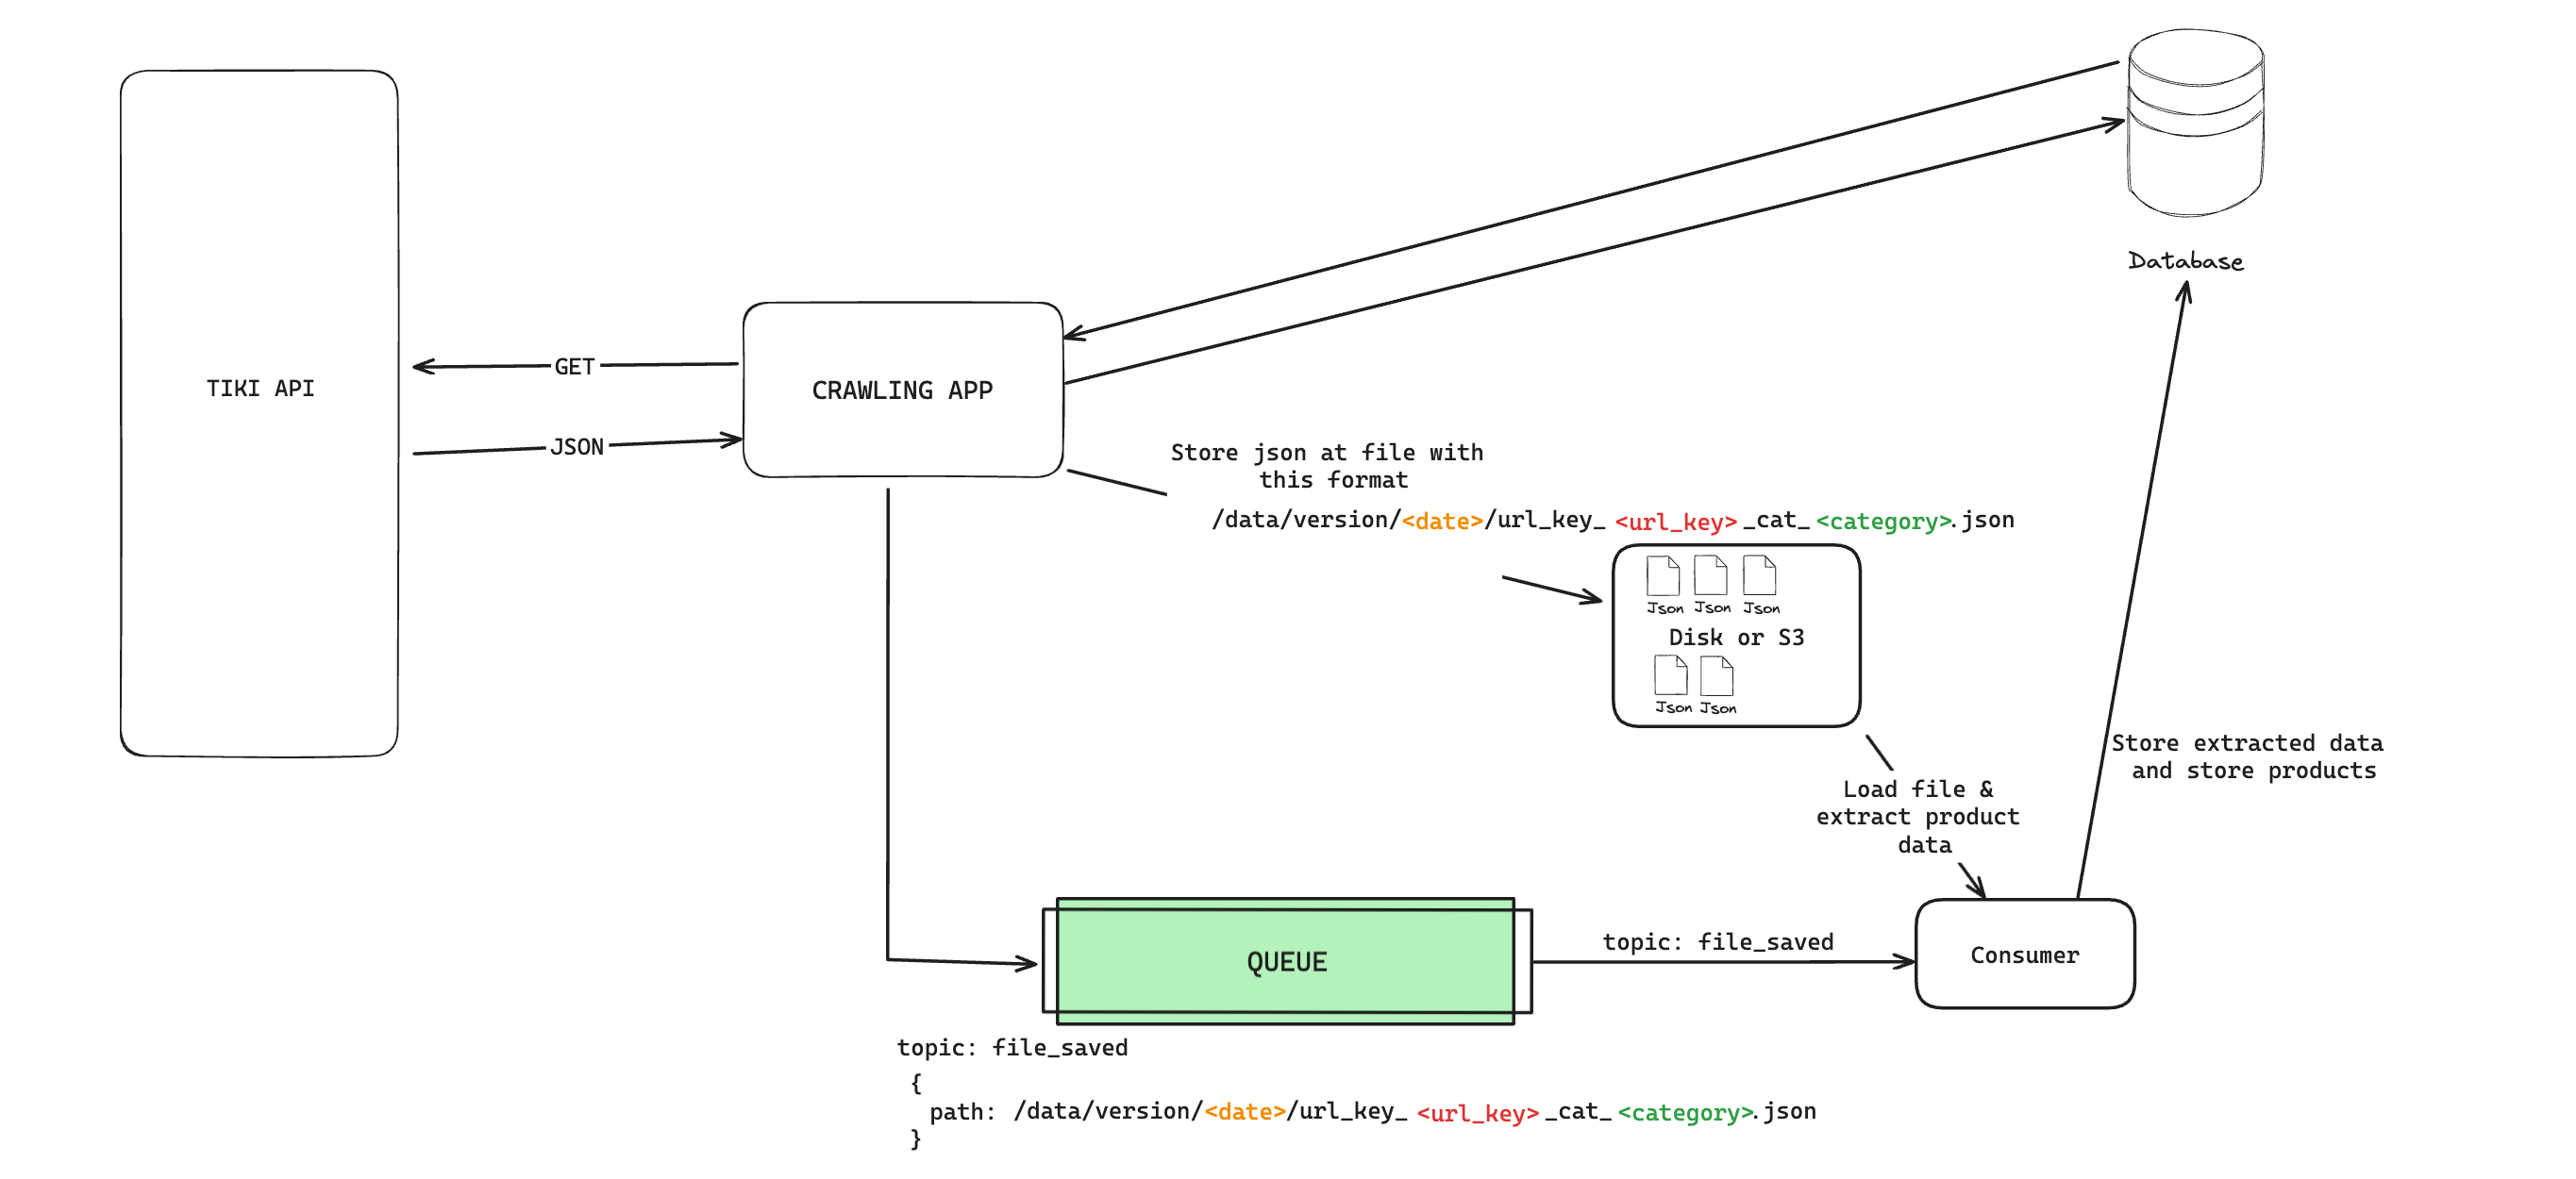 Database
GET
TIKI API
CRAWLING APP
JSON
Store json at file with
this format
/data/version/<date>/url_key_<url_key>_cat_<category>.json
Json Json Json
Disk or S3
Json Json
Store extracted data
and store products
Load file &
extract product
data
topic: file_saved
Consumer
QUEUE
topic: file_saved
{
path: /data/version/<date>/url_key_<url_key>_cat_<category>.json
}